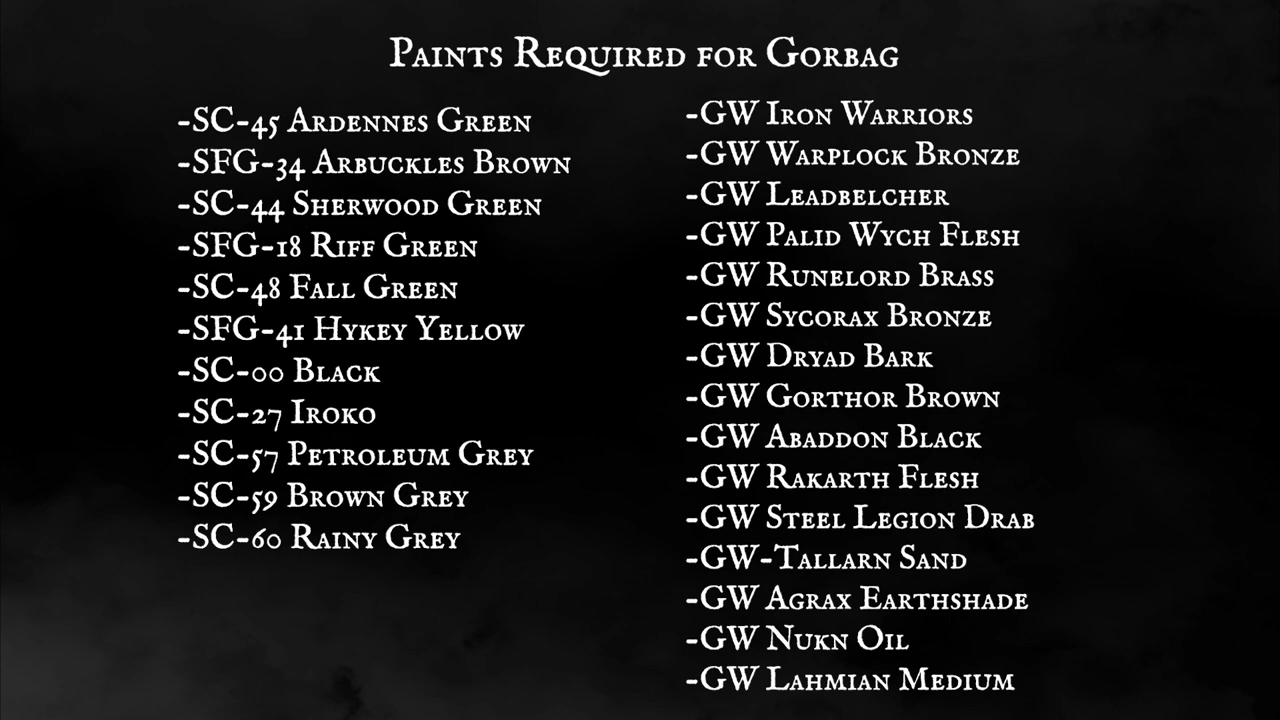 Paints Required for Gorbag
-SC-45 Ardennes Green
-SFG-34 Arbuckles Brown
-SC-44 Sherwood Green
-SFG-18 Riff Green
-SC-48 Fall Green
-SFG-41 Hykey Yellow
-SC-00 Black
-SC-27 Iroko
-SC-57 Petroleum Grey
-SC-59 Brown Grey
-SC-60 Rainy Grey
-GW Iron Warriors
-GW Warplock Bronze
-GW Leadbelcher
-GW Palid Wych Flesh
-GW Runelord Brass
-GW Sycorax Bronze
-GW Dryad Bark
-GW Gorthor Brown
-GW Abaddon Black
-GW Rakarth Flesh
-GW Steel Legion Drab
-GW-Tallarn Sand
-GW Agrax Earthshade
-GW Nukn Oil
-GW Lahmian Medium